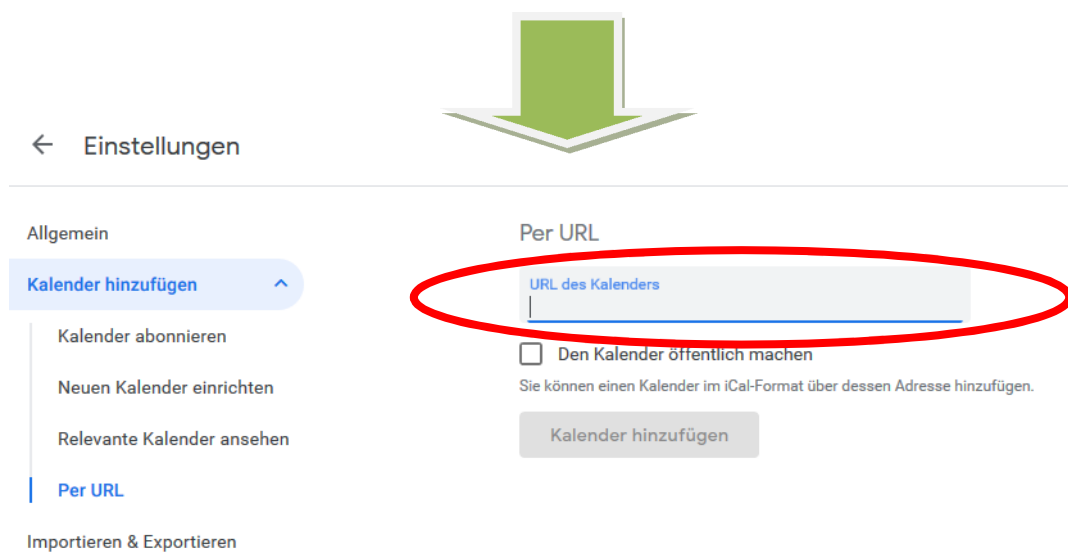 Einstellungen
Allgemein
Kalender hinzufügen
Kalender abonnieren
Neuen Kalender einrichten
Relevante Kalender ansehen
Per URL
Importieren & Exportieren
Per URL
URL des Kalenders
Den Kalender öffentlich machen
Sie können einen Kalender im iCal-Format über dessen Adresse hinzufügen.
Kalender hinzufügen